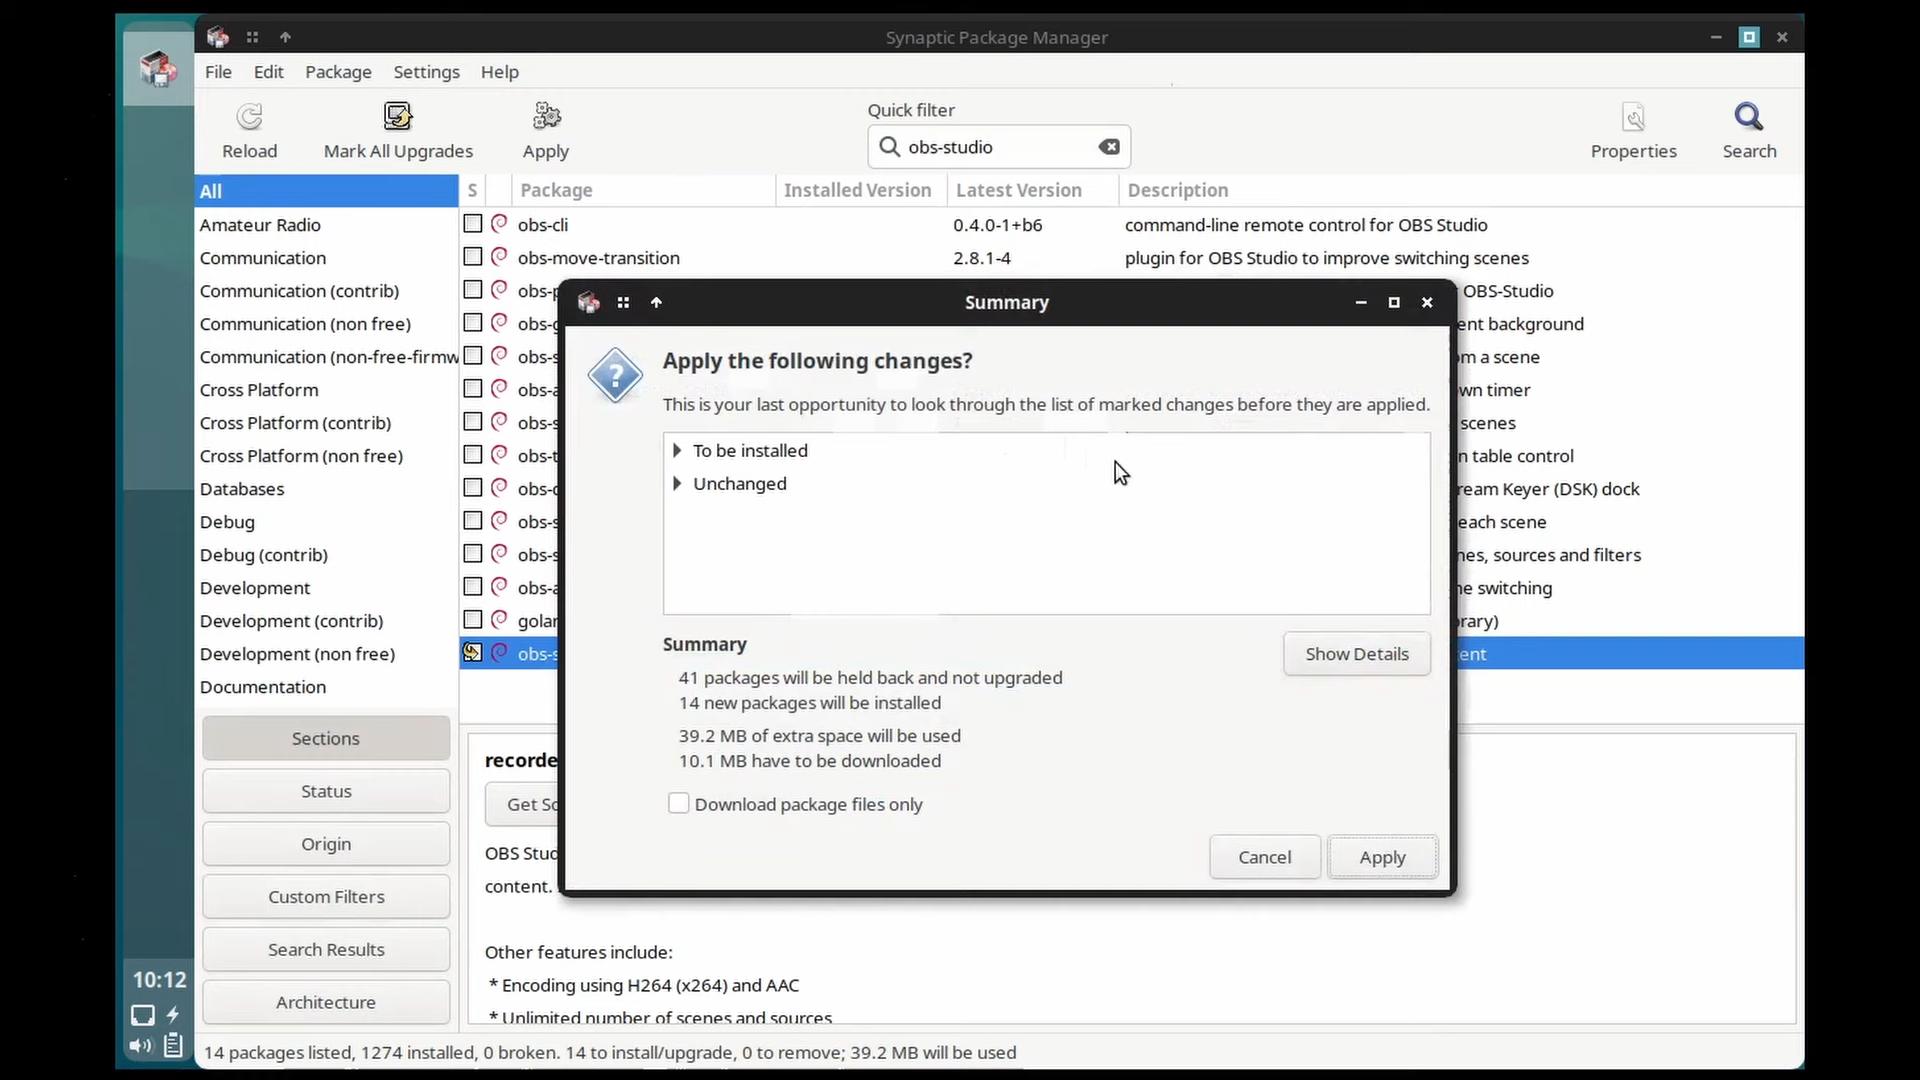 Synaptic Package Manager
File Edit Package Settings Help
Quick filter
Reload Mark All Upgrades Apply obs-studio Properties Search
All S Package Installed Version Latest Version Description
Amateur Radio obs-cli 0.4.0-1+b6 command-line remote control for OBS Studio
Communication obs-move-transition 2.8.1-4 plugin for OBS Studio to improve switching scenes
Communication (contrib) OBS-Studio
Communication (non free) background
Communication (non-free-firmw a scene
Cross Platform timer
Cross Platform (contrib) scenes
Cross Platform (non free) table control
Databases Keyer (DSK) dock
Debug each scene
Debug (contrib) sources and filters
Development switching
Development (contrib)
Development (non free)
Documentation
Summary
Apply the following changes?
This is your last opportunity to look through the list of marked changes before they are applied.
To be installed
Unchanged
Summary
Show Details
41 packages will be held back and not upgraded
14 new packages will be installed
39.2 MB of extra space will be used
10.1 MB have to be downloaded
Download package files only
Cancel Apply
Sections
Status
Origin
Custom Filters
Search Results
Architecture
OBS
content.
Other features include:
* Encoding using H264 (x264) and AAC
* Unlimited number of scenes and sources
10:12
14 packages listed, 1274 installed, 0 broken. 14 to install/upgrade, 0 to remove; 39.2 MB will be used